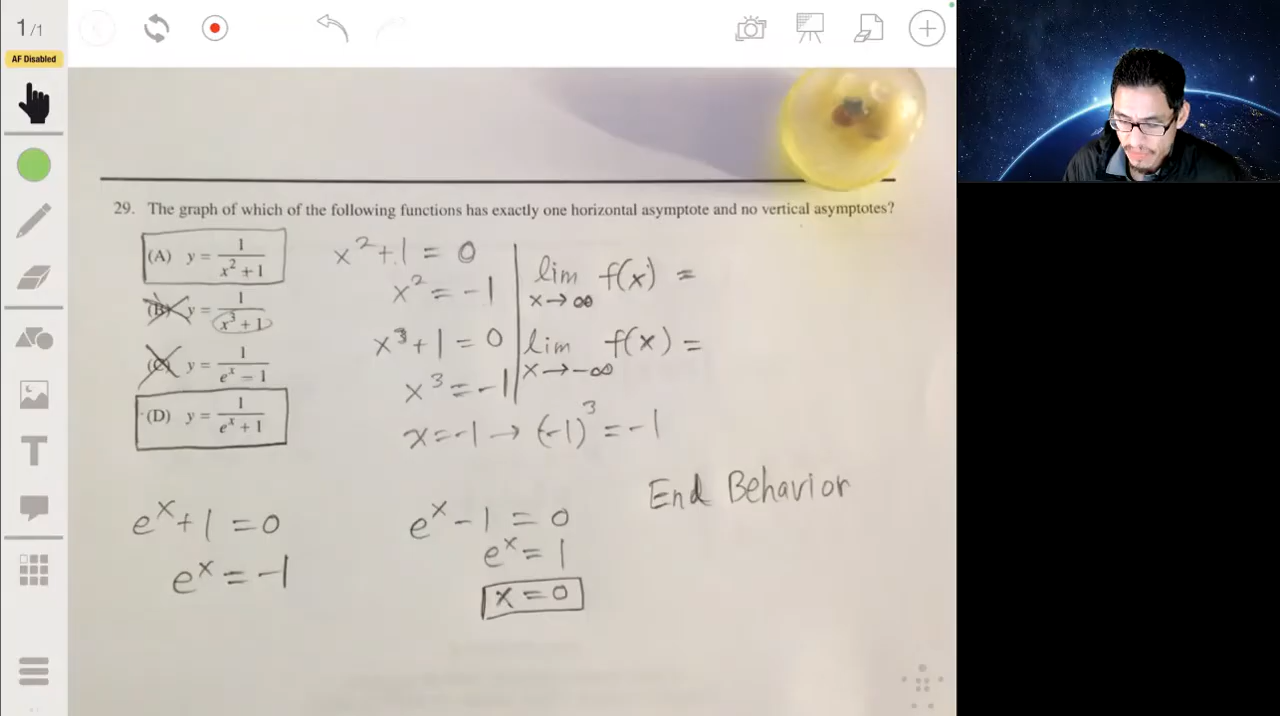 1/1
AF Disabled
T
29. The graph of which of the following functions has exactly one horizontal asymptote and no vertical asymptotes?
(A) y = 1/(x² + 1)
(B) y = 1/(x³ + 1)
(C) y = 1/(eˣ − 1)
(D) y = 1/(eˣ + 1)
x² + 1 = 0
x² = -1
x³ + 1 = 0
x³ = -1
x = -1 → (-1)³ = -1
lim f(x) =
x → ∞
lim f(x) =
x → -∞
End Behavior
eˣ + 1 = 0
eˣ = -1
eˣ - 1 = 0
eˣ = 1
x = 0